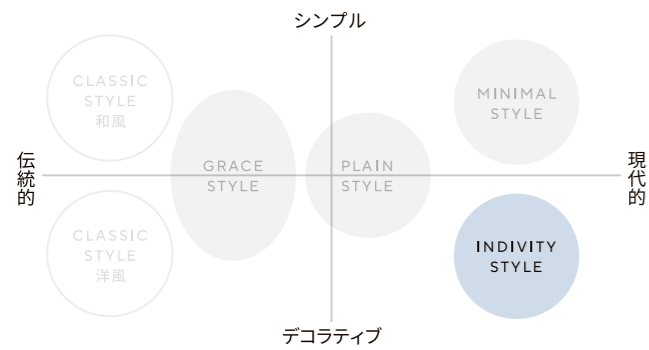 シンプル
CLASSIC
STYLE
和風
MINIMAL
STYLE
GRACE
STYLE
PLAIN
STYLE
伝統的
現代的
CLASSIC
STYLE
洋風
INDIVITY
STYLE
デコラティブ